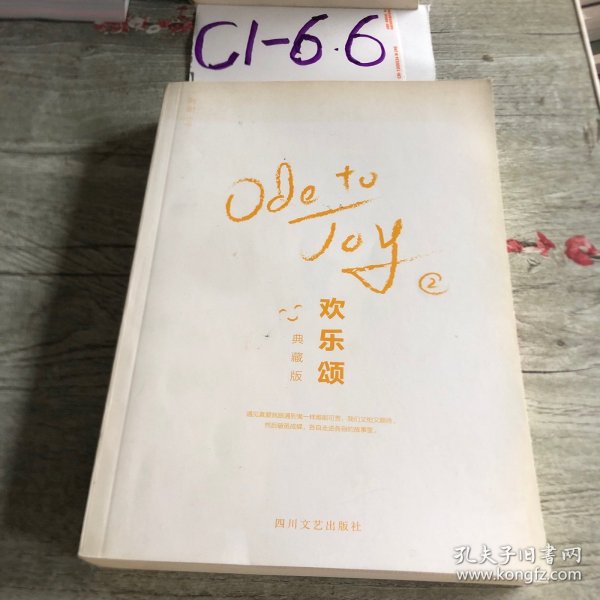 C1-6.6
Ode to
Joy
②
欢乐颂
典藏版
四川文艺出版社
孔夫子旧书网
www.kongfz.com